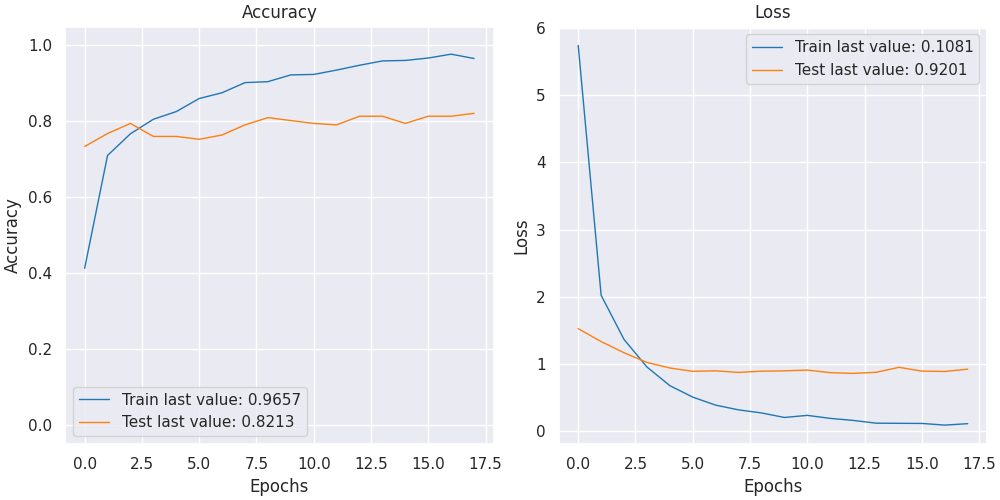 Accuracy
1.0
0.8
0.6
0.4
0.2
0.0
Accuracy
Train last value: 0.9657
Test last value: 0.8213
0.0 2.5 5.0 7.5 10.0 12.5 15.0 17.5
Epochs
Loss
6
5
4
3
2
1
0
Loss
Train last value: 0.1081
Test last value: 0.9201
0.0 2.5 5.0 7.5 10.0 12.5 15.0 17.5
Epochs